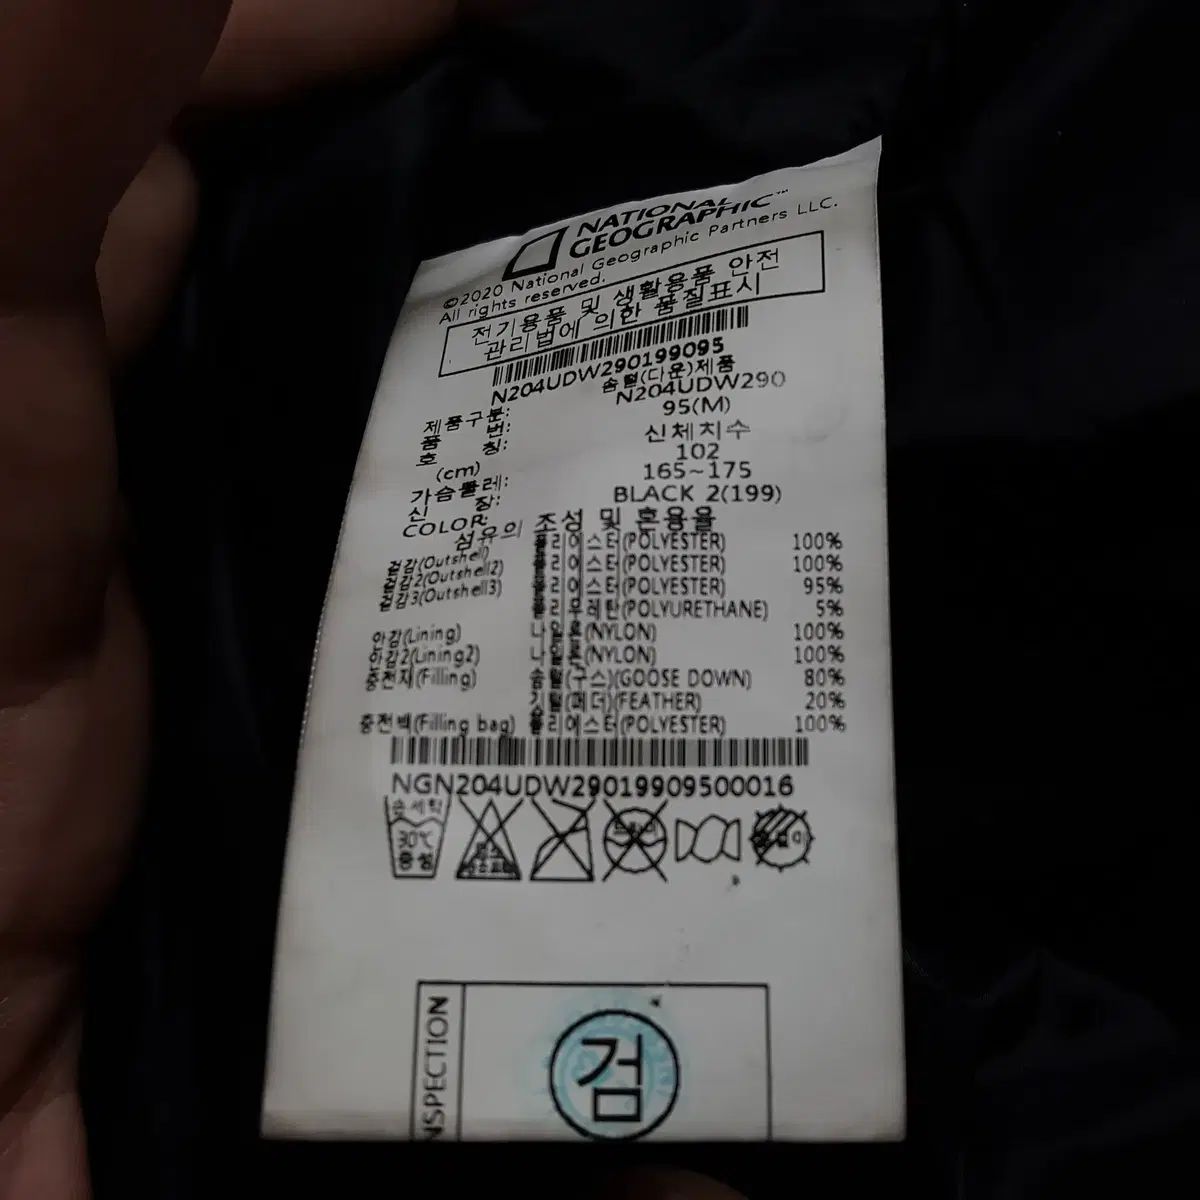 NATIONAL
GEOGRAPHIC™
©2020 National Geographic Partners LLC.
All rights reserved.
전기용품 및 생활용품 안전
관리법에 의한 품질표시
N204UDW290199095
제품구분: 솜털(다운)제품
품 번: N204UDW290
호 칭: 95(M)
(cm) 신체치수
가슴둘레: 102
신 장: 165~175
COLOR: BLACK 2(199)
섬유의 조성 및 혼용율
겉감(Outshell) 폴리에스터(POLYESTER) 100%
겉감2(Outshell2) 폴리에스터(POLYESTER) 100%
겉감3(Outshell3) 폴리에스터(POLYESTER) 95%
폴리우레탄(POLYURETHANE) 5%
안감(Lining) 나일론(NYLON) 100%
안감2(Lining2) 나일론(NYLON) 100%
충전재(Filling) 솜털(구스)(GOOSE DOWN) 80%
깃털(페더)(FEATHER) 20%
충전백(Filling bag) 폴리에스터(POLYESTER) 100%
NGN204UDW29019909500016
손세탁
30℃
중성
드라이
NSPECTION
검